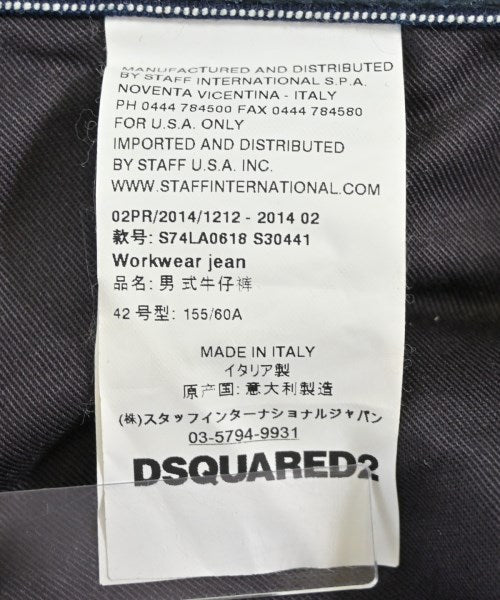 MANUFACTURED AND DISTRIBUTED
BY STAFF INTERNATIONAL S.P.A.
NOVENTA VICENTINA - ITALY
PH 0444 784500 FAX 0444 784580
FOR U.S.A. ONLY
IMPORTED AND DISTRIBUTED
BY STAFF U.S.A. INC.
WWW.STAFFINTERNATIONAL.COM
02PR/2014/1212 - 2014 02
款号: S74LA0618 S30441
Workwear jean
品名: 男 式牛仔裤
42 号型: 155/60A
MADE IN ITALY
イタリア製
原产国: 意大利製造
(株)スタッフインターナショナルジャパン
03-5794-9931
DSQUARED2